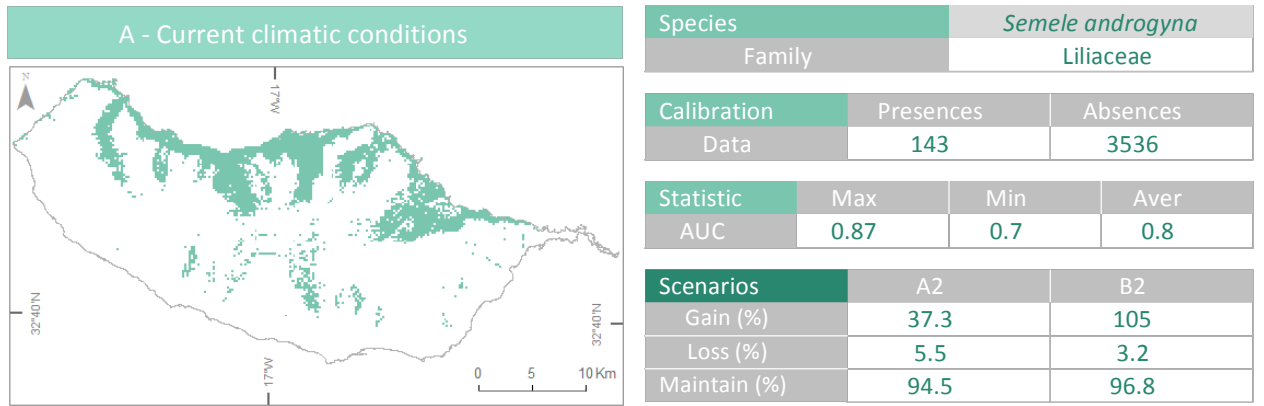 A - Current climatic conditions
N
17°W
32°40'N
32°40'N
17°W
0 5 10 Km
Species Semele androgyna
Family Liliaceae
Calibration Presences Absences
Data 143 3536
Statistic Max Min Aver
AUC 0.87 0.7 0.8
Scenarios A2 B2
Gain (%) 37.3 105
Loss (%) 5.5 3.2
Maintain (%) 94.5 96.8